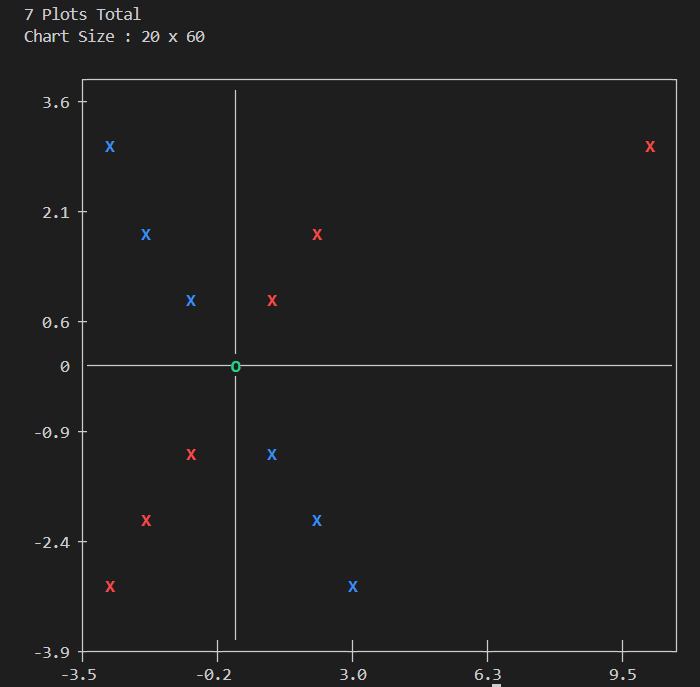 7 Plots Total
Chart Size : 20 x 60
3.6
X X
2.1
X X
X X
0.6
0 O
-0.9
X X
X X
-2.4
X X
-3.9
-3.5 -0.2 3.0 6.3 9.5